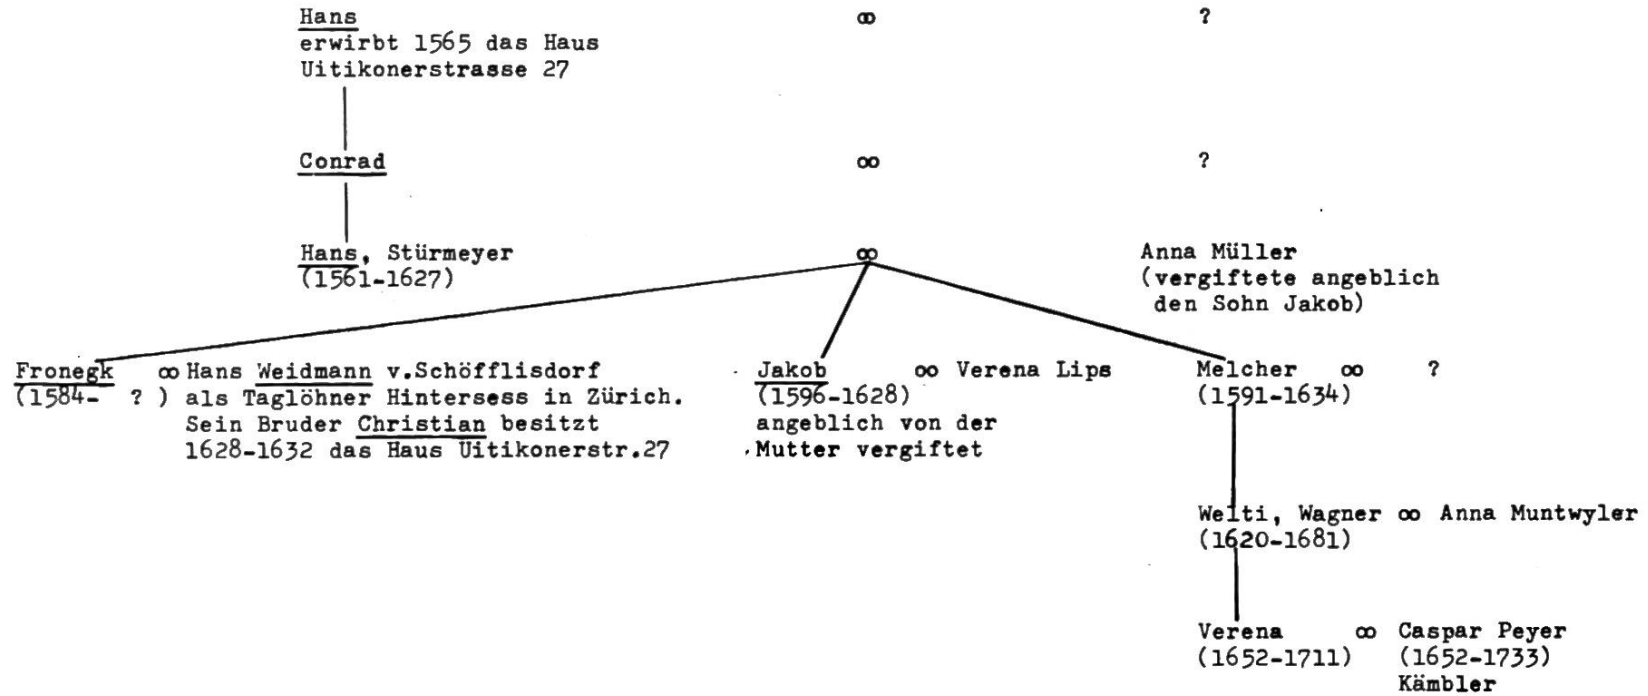 Hans ∞ ?
erwirbt 1565 das Haus
Uitikonerstrasse 27
Conrad ∞ ?
Hans, Stürmeyer ∞ Anna Müller
(1561-1627) (vergiftete angeblich
den Sohn Jakob)
Fronegk ∞ Hans Weidmann v.Schöfflisdorf
(1584- ? ) als Taglöhner Hintersess in Zürich.
Sein Bruder Christian besitzt
1628-1632 das Haus Uitikonerstr.27
Jakob ∞ Verena Lips
(1596-1628)
angeblich von der
Mutter vergiftet
Melcher ∞ ?
(1591-1634)
Welti, Wagner ∞ Anna Muntwyler
(1620-1681)
Verena ∞ Caspar Peyer
(1652-1711) (1652-1733)
Kämbler